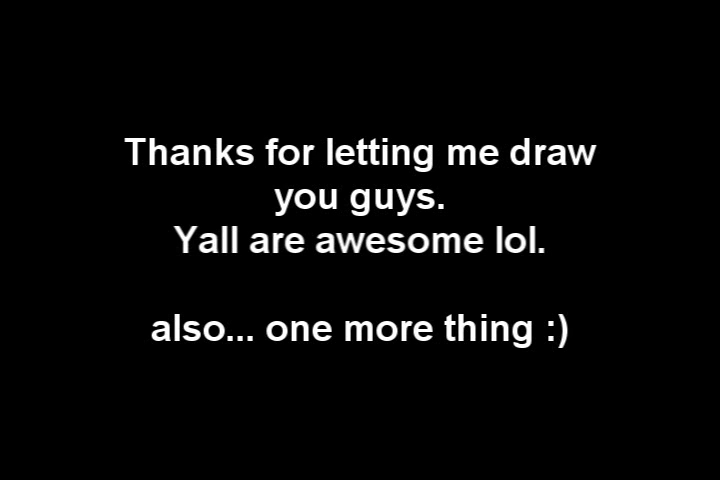 Thanks for letting me draw
you guys.
Yall are awesome lol.
also... one more thing :)